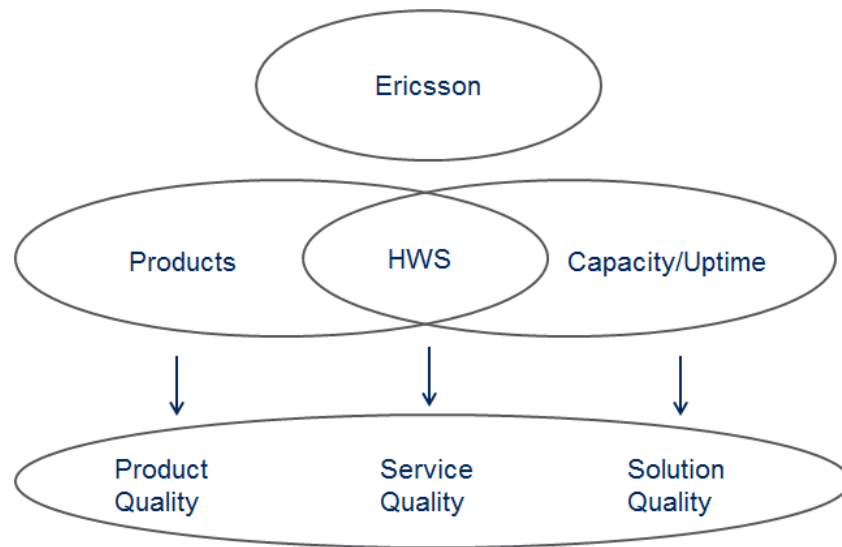 Ericsson
Products
HWS
Capacity/Uptime
Product
Quality
Service
Quality
Solution
Quality